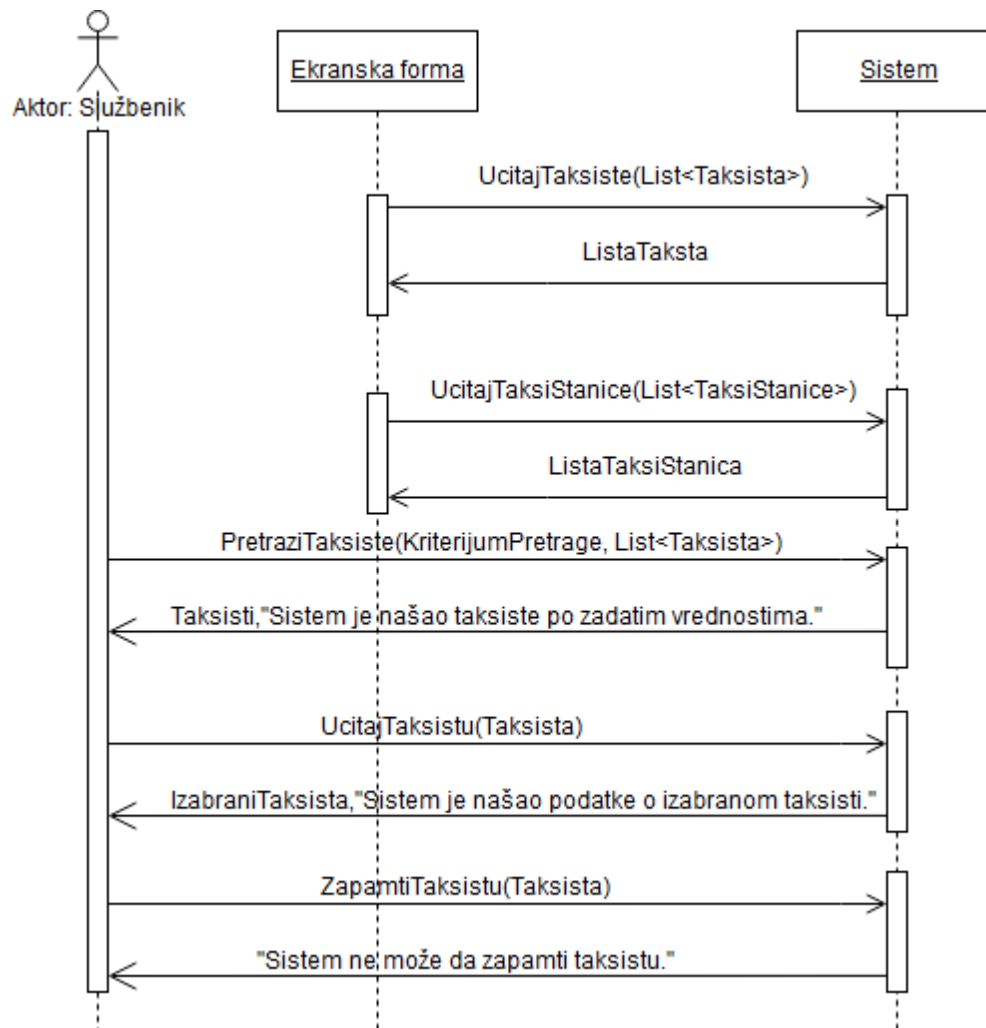 Aktor: Službenik
Ekranska forma
Sistem
UcitajTaksiste(List<Taksista>)
ListaTaksta
UcitajTaksiStanice(List<TaksiStanice>)
ListaTaksiStanica
PretraziTaksiste(KriterijumPretrage, List<Taksista>)
Taksisti,"Sistem je našao taksiste po zadatim vrednostima."
UcitajTaksistu(Taksista)
IzabraniTaksista,"Sistem je našao podatke o izabranom taksisti."
ZapamtiTaksistu(Taksista)
"Sistem ne može da zapamti taksistu."